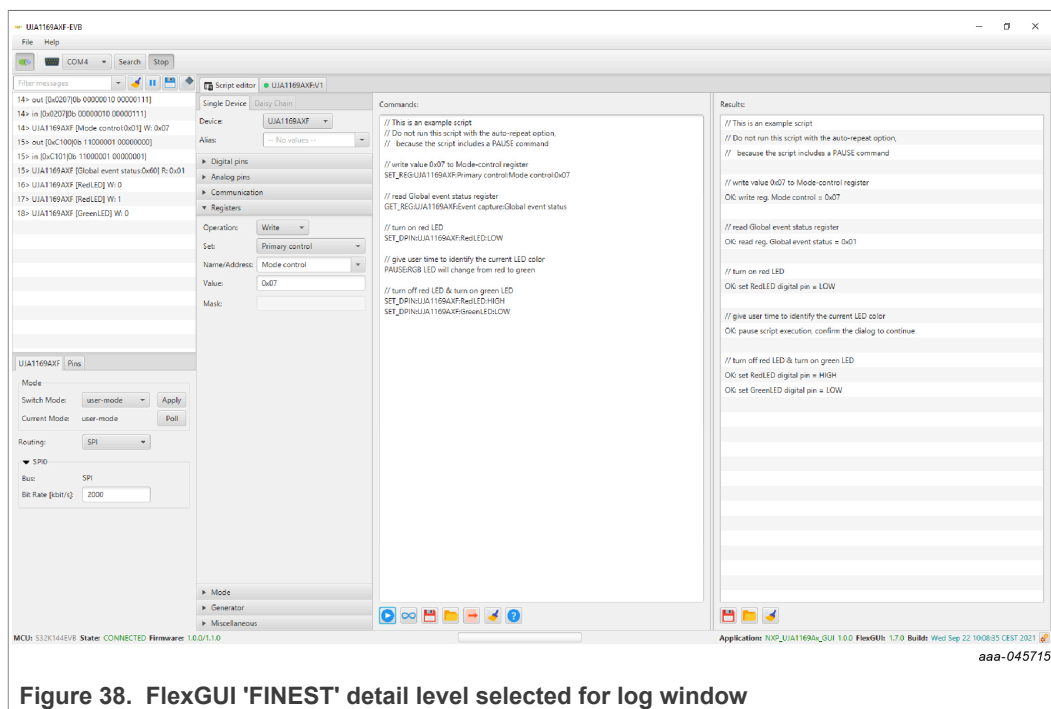 UJA1169AXF-EVB
File Help
COM4 Search Stop
Filter messages
14> out [0x0207|0b 00000010 00000111]
14> in [0x0207|0b 00000010 00000111]
14> UJA1169AXF [Mode control:0x01] W: 0x07
15> out [0xC100|0b 11000001 00000000]
15> in [0xC101|0b 11000001 00000001]
15> UJA1169AXF [Global event status:0x60] R: 0x01
16> UJA1169AXF [RedLED] W: 0
17> UJA1169AXF [RedLED] W: 1
18> UJA1169AXF [GreenLED] W: 0
UJA1169AXF Pins
Mode
Switch Mode: user-mode Apply
Current Mode: user-mode Poll
Routing: SPI
SPI0
Bus: SPI
Bit Rate [kbit/s]: 2000
Script editor UJA1169AXF:V1
Single Device Daisy Chain
Device: UJA1169AXF
Alias: -- No values --
Digital pins
Analog pins
Communication
Registers
Operation: Write
Set: Primary control
Name/Address: Mode control
Value: 0x07
Mask:
Mode
Generator
Miscellaneous
Commands:
// This is an example script
// Do not run this script with the auto-repeat option,
// because the script includes a PAUSE command
// write value 0x07 to Mode-control register
SET_REG:UJA1169AXF:Primary control:Mode control:0x07
// read Global event status register
GET_REG:UJA1169AXF:Event capture:Global event status
// turn on red LED
SET_DPIN:UJA1169AXF:RedLED:LOW
// give user time to identify the current LED color
PAUSE:RGB LED will change from red to green
// turn off red LED & turn on green LED
SET_DPIN:UJA1169AXF:RedLED:HIGH
SET_DPIN:UJA1169AXF:GreenLED:LOW
Results:
// This is an example script
// Do not run this script with the auto-repeat option,
// because the script includes a PAUSE command
// write value 0x07 to Mode-control register
OK: write reg. Mode control = 0x07
// read Global event status register
OK: read reg. Global event status = 0x01
// turn on red LED
OK: set RedLED digital pin = LOW
// give user time to identify the current LED color
OK: pause script execution, confirm the dialog to continue
// turn off red LED & turn on green LED
OK: set RedLED digital pin = HIGH
OK: set GreenLED digital pin = LOW
MCU: S32K144EVB State: CONNECTED Firmware: 1.0.0/1.1.0
Application: NXP_UJA1169Ax_GUI 1.0.0 FlexGUI: 1.7.0 Build: Wed Sep 22 10:08:35 CEST 2021
aaa-045715
Figure 38. FlexGUI 'FINEST' detail level selected for log window